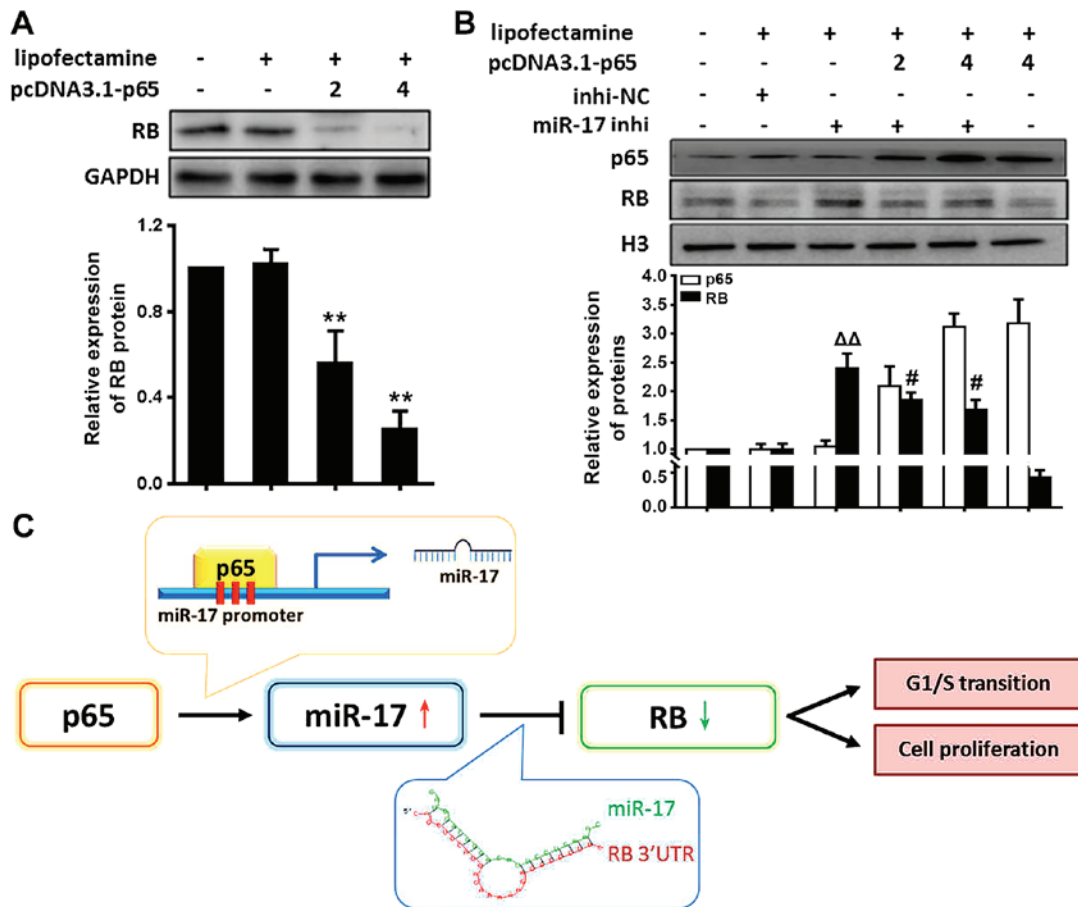 A
lipofectamine - + + +
pcDNA3.1-p65 - - 2 4
RB
GAPDH
Relative expression
of RB protein
1.2
0.8
0.4
0.0
**
**
B
lipofectamine - + + + + +
pcDNA3.1-p65 - - - 2 4 4
inhi-NC - + - - - -
miR-17 inhi - - + + + -
p65
RB
H3
Relative expression
of proteins
4.0
3.5
3.0
2.5
2.0
1.5
1.0
0.5
0.0
p65
RB
ΔΔ
#
#
C
p65
miR-17 promoter
miR-17
p65
miR-17 ↑
RB ↓
G1/S transition
Cell proliferation
miR-17
RB 3'UTR